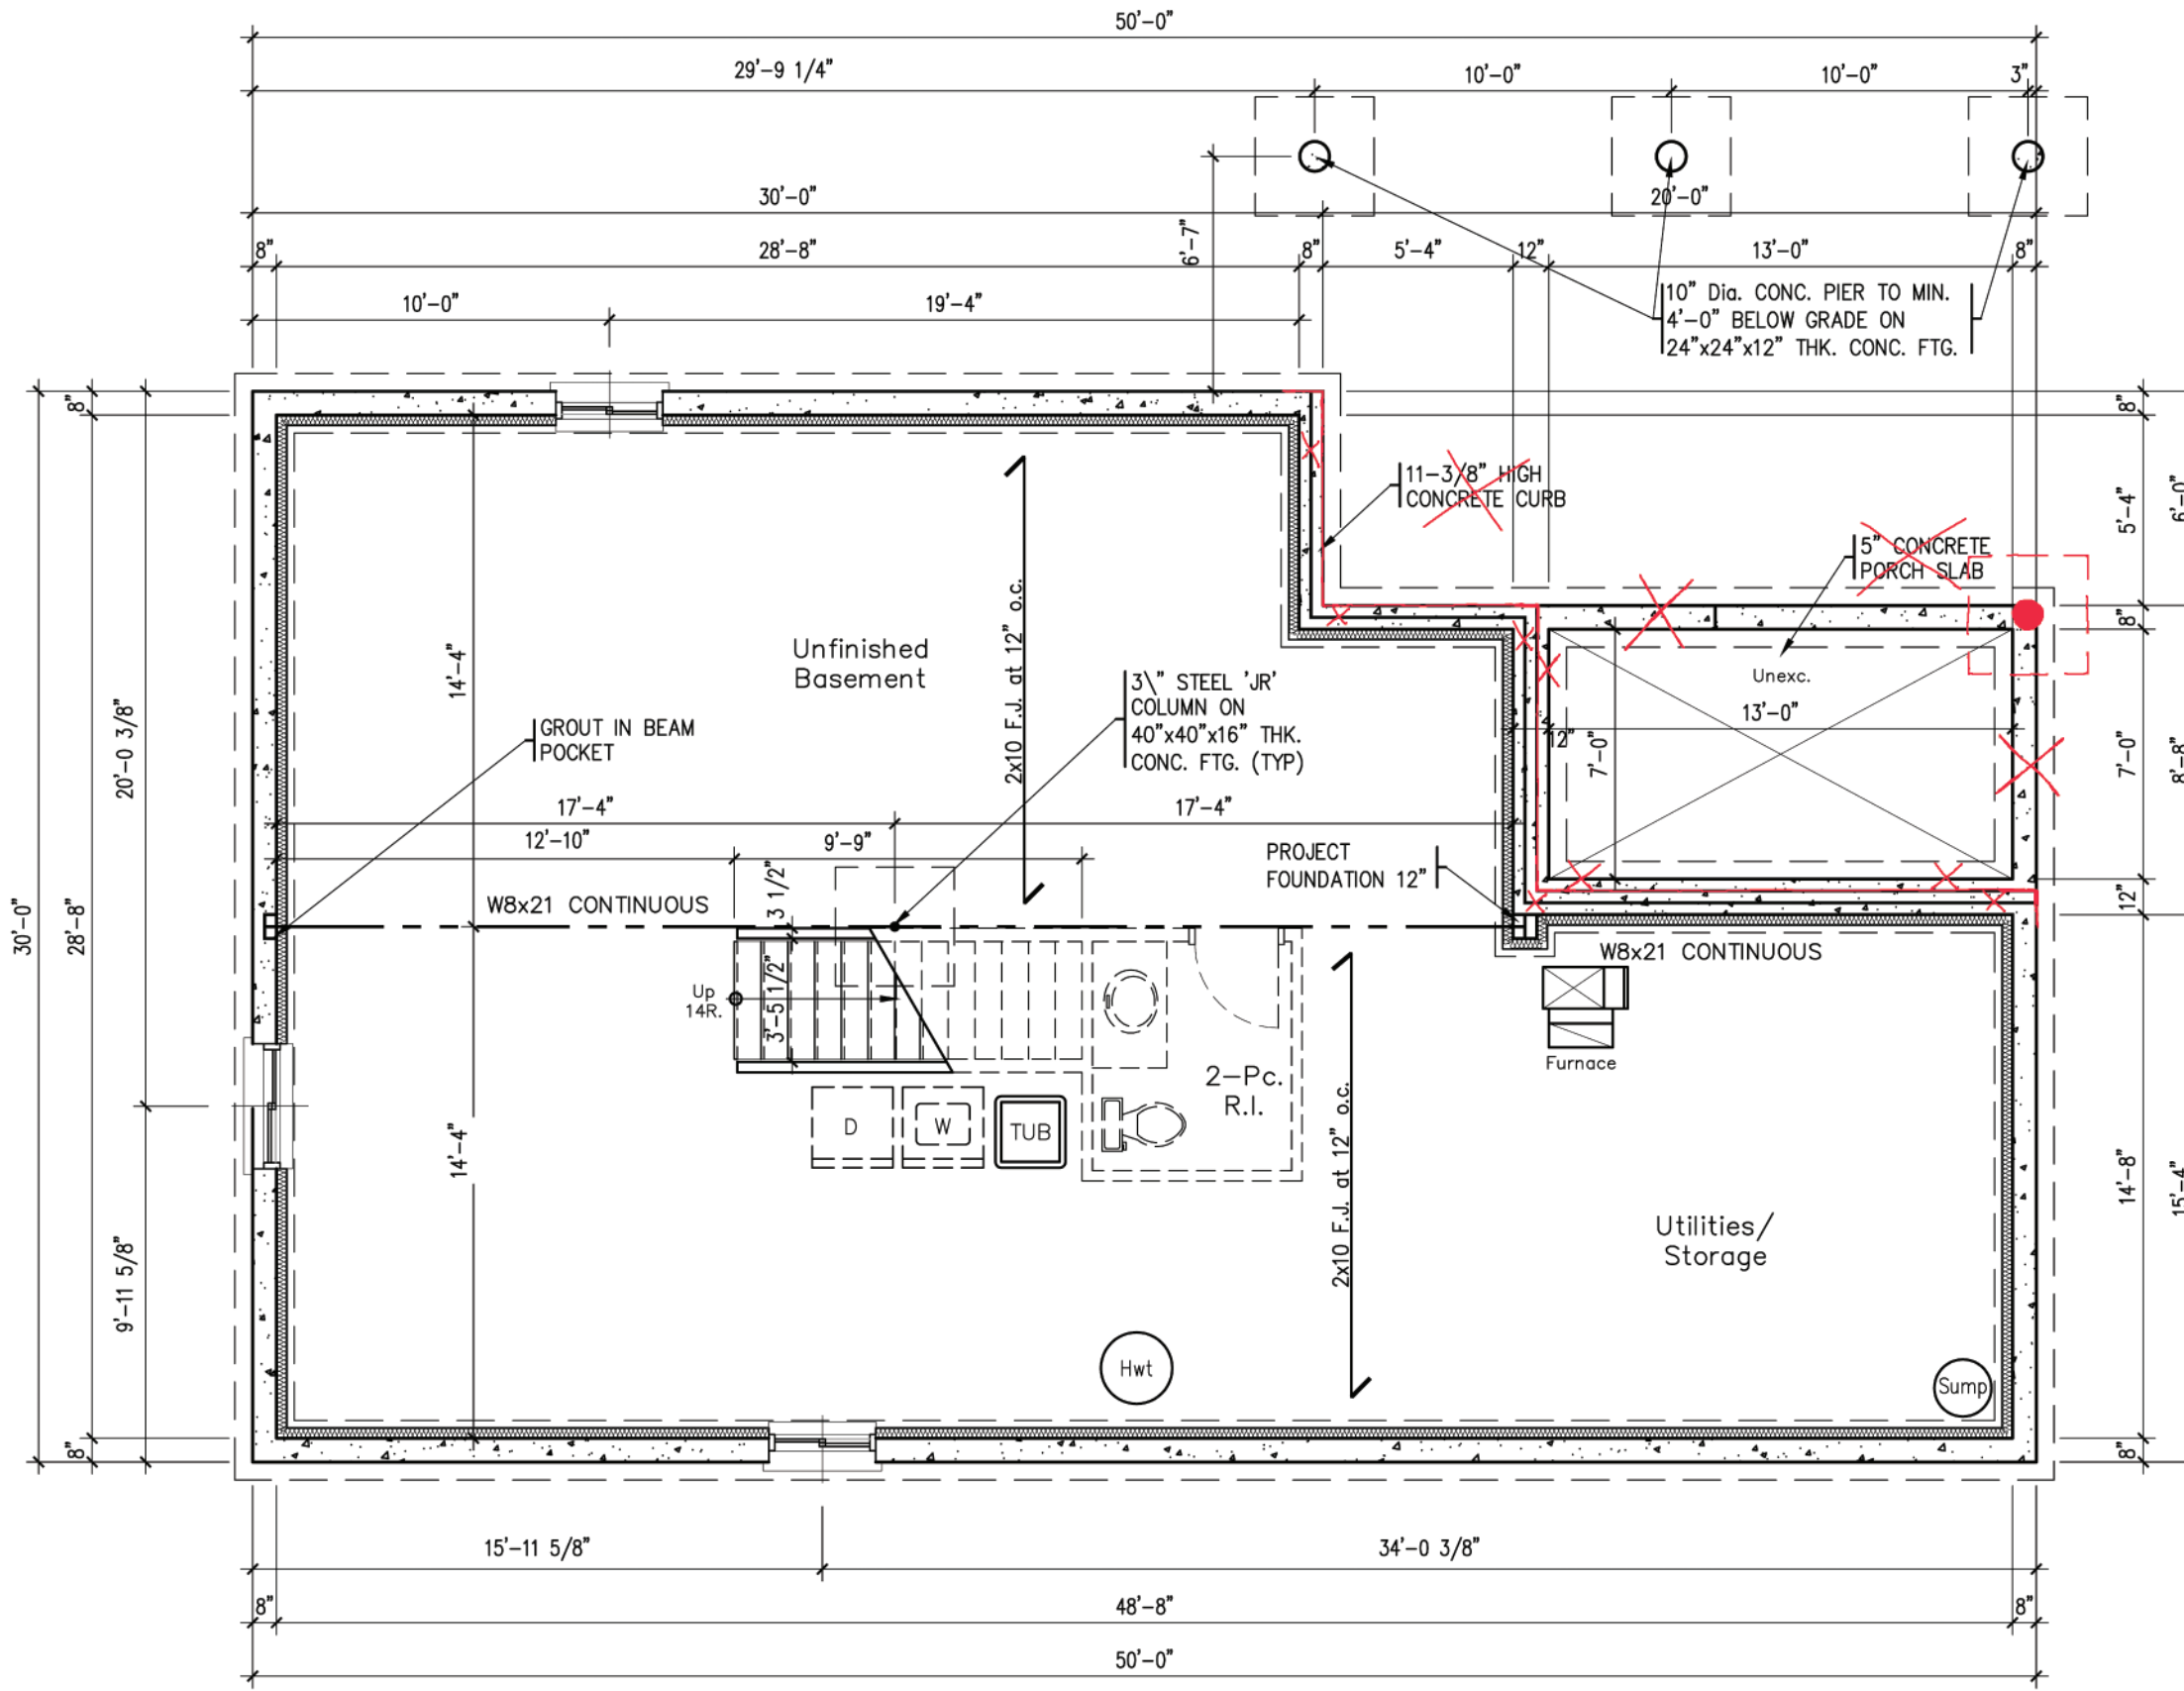 50'-0"
29'-9 1/4"
10'-0"
10'-0"
3"
30'-0"
20'-0"
8"
28'-8"
8"
5'-4"
12"
13'-0"
8"
6'-7"
10'-0"
19'-4"
10" Dia. CONC. PIER TO MIN.
4'-0" BELOW GRADE ON
24"x24"x12" THK. CONC. FTG.
8"
8"
11-3/8" HIGH
CONCRETE CURB
5'-4"
6'-0"
5" CONCRETE
PORCH SLAB
2x10 F.J. at 12" o.c.
Unfinished
Basement
14'-4"
8"
Unexc.
13'-0"
12"
7'-0"
7'-0"
8'-8"
3\" STEEL 'JR'
COLUMN ON
40"x40"x16" THK.
CONC. FTG. (TYP)
GROUT IN BEAM
POCKET
20'-0 3/8"
17'-4"
17'-4"
12'-10"
9'-9"
PROJECT
FOUNDATION 12"
12"
3 1/2"
W8x21 CONTINUOUS
30'-0"
28'-8"
W8x21 CONTINUOUS
Up
14R.
3'-5 1/2"
Furnace
2-Pc.
R.I.
D
W
TUB
14'-4"
2x10 F.J. at 12" o.c.
14'-8"
15'-4"
Utilities/
Storage
9'-11 5/8"
Hwt
Sump
8"
8"
15'-11 5/8"
34'-0 3/8"
8"
48'-8"
8"
50'-0"